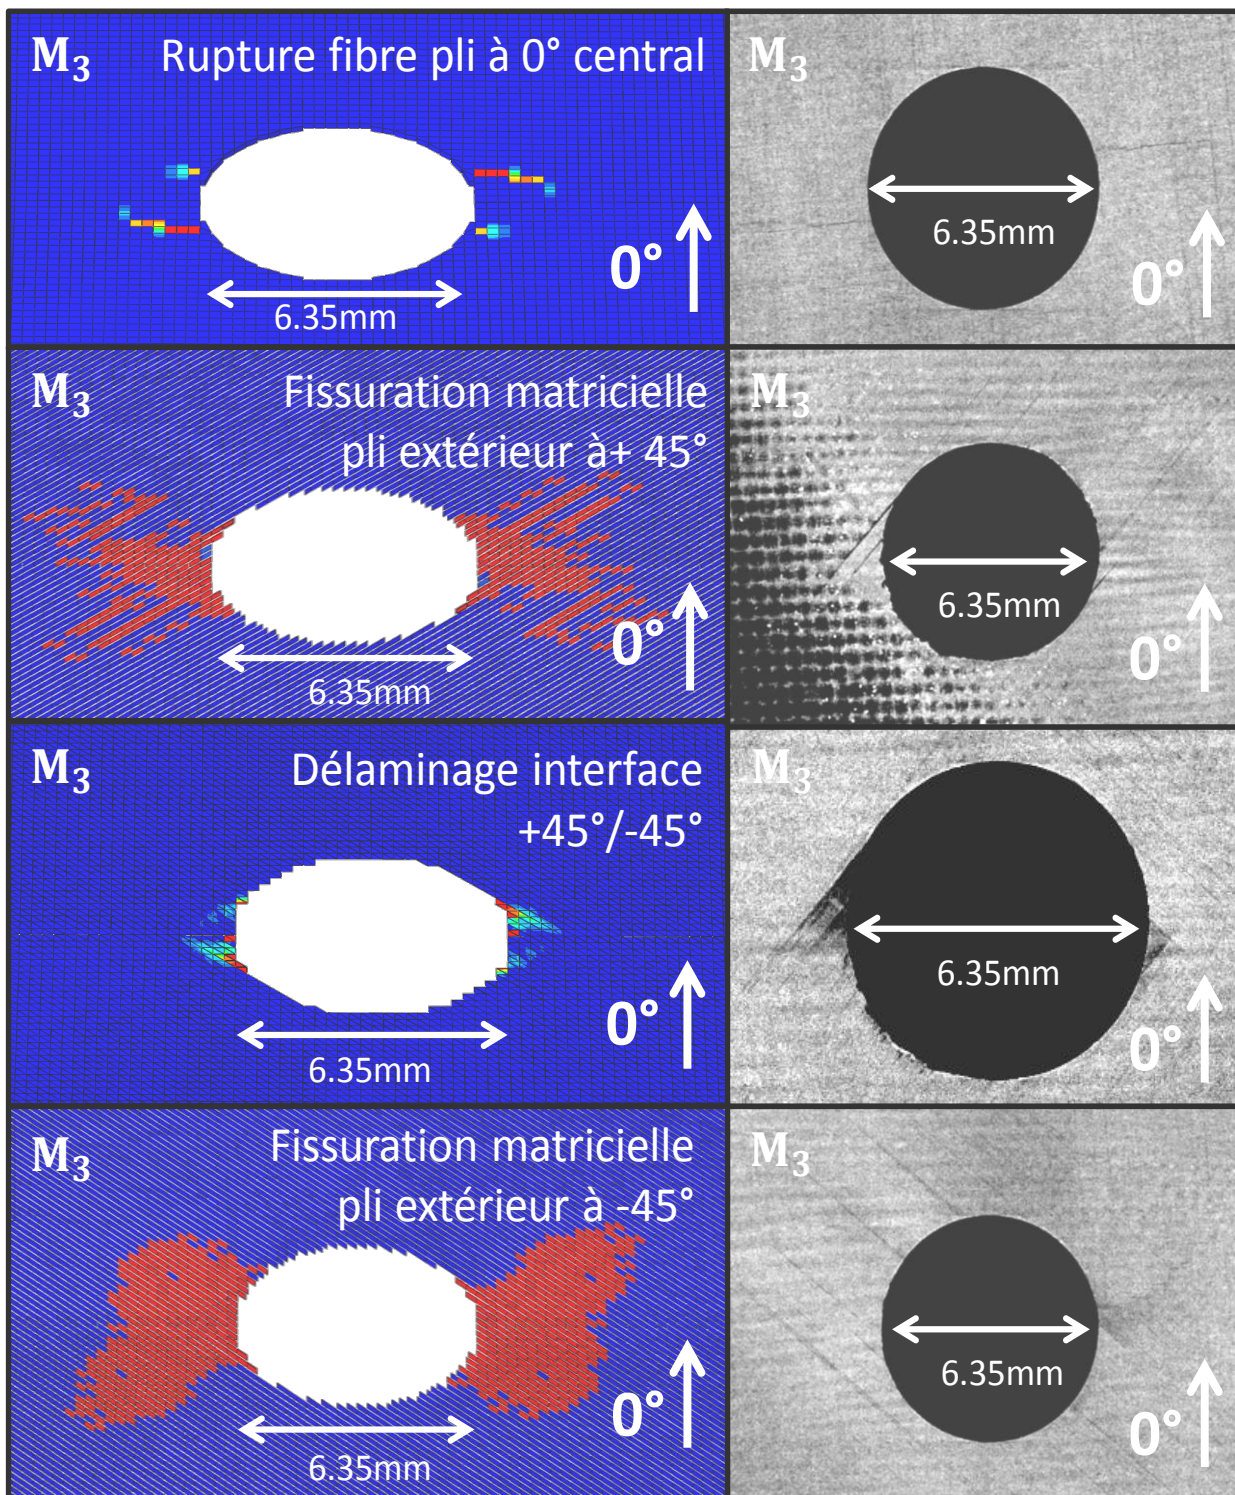 M₃
Rupture fibre pli à 0° central
6.35mm
0°
M₃
6.35mm
0°
M₃
Fissuration matricielle
pli extérieur à+ 45°
6.35mm
0°
M₃
6.35mm
0°
M₃
Délaminage interface
+45°/-45°
6.35mm
0°
M₃
6.35mm
0°
M₃
Fissuration matricielle
pli extérieur à -45°
6.35mm
0°
M₃
6.35mm
0°